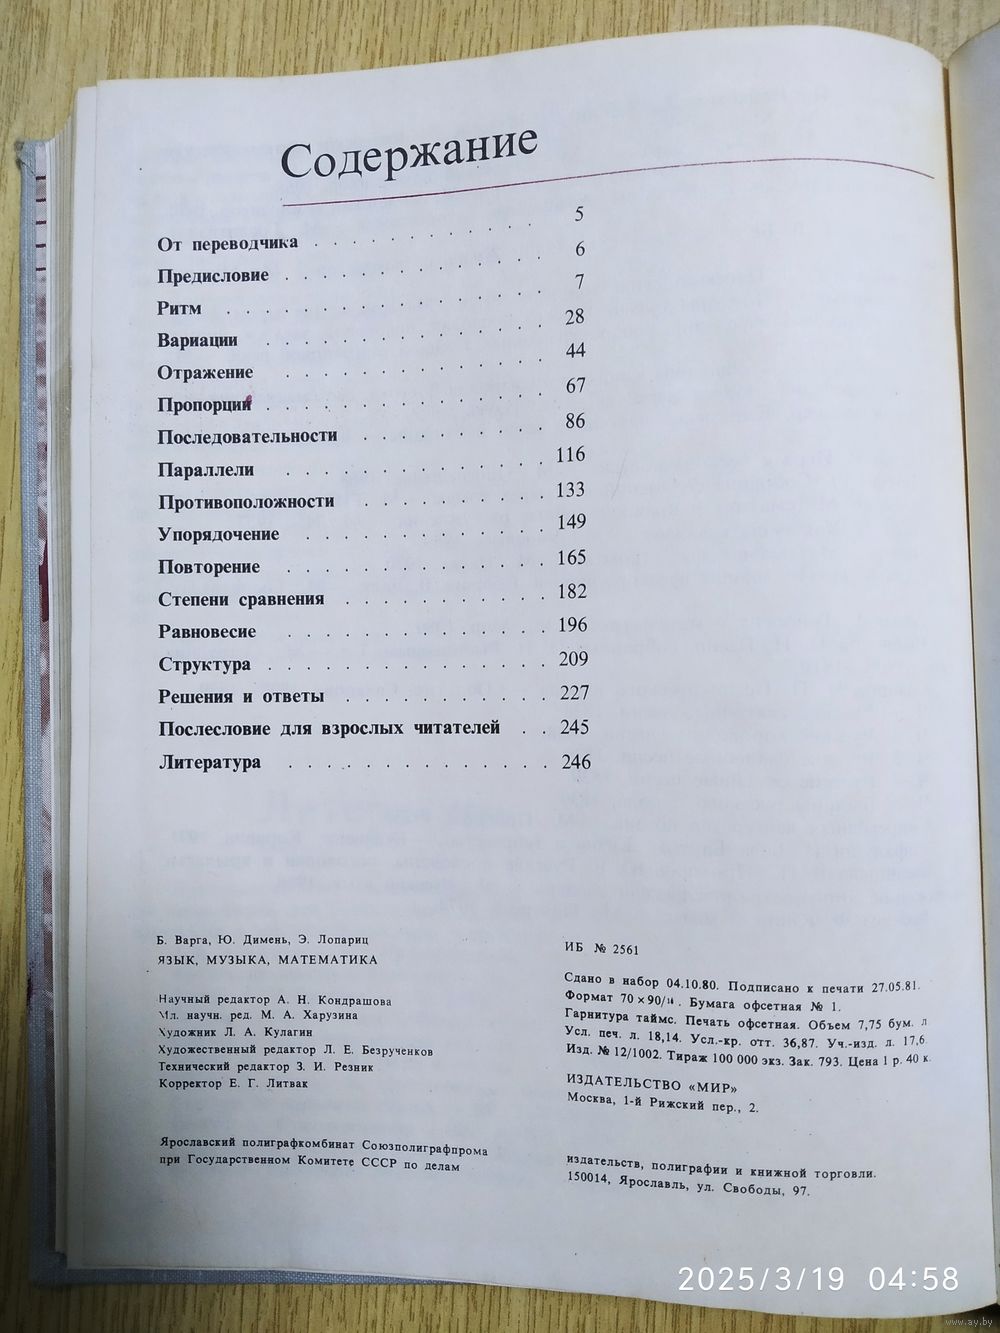 Содержание
От переводчика . . . . . . . . . . . . 5
Предисловие . . . . . . . . . . . . . . 6
Ритм . . . . . . . . . . . . . . . . . 7
Вариации . . . . . . . . . . . . . . . 28
Отражение . . . . . . . . . . . . . . 44
Пропорции . . . . . . . . . . . . . . . 67
Последовательности . . . . . . . . . . 86
Параллели . . . . . . . . . . . . . . 116
Противоположности . . . . . . . . . . 133
Упорядочение . . . . . . . . . . . . . 149
Повторение . . . . . . . . . . . . . . 165
Степени сравнения . . . . . . . . . . . 182
Равновесие . . . . . . . . . . . . . . 196
Структура . . . . . . . . . . . . . . . 209
Решения и ответы . . . . . . . . . . . 227
Послесловие для взрослых читателей . . 245
Литература . . . . . . . . . . . . . . 246
Б. Варга, Ю. Димень, Э. Лопариц
ЯЗЫК, МУЗЫКА, МАТЕМАТИКА
Научный редактор А. Н. Кондрашова
Мл. научн. ред. М. А. Харузина
Художник Л. А. Кулагин
Художественный редактор Л. Е. Безрученков
Технический редактор З. И. Резник
Корректор Е. Г. Литвак
ИБ № 2561
Сдано в набор 04.10.80. Подписано к печати 27.05.81.
Формат 70×90/16. Бумага офсетная № 1.
Гарнитура таймс. Печать офсетная. Объем 7,75 бум. л
Усл. печ. л. 18,14. Усл.-кр. отт. 36,87. Уч.-изд. л. 17,6
Изд. № 12/1002. Тираж 100 000 экз. Зак. 793. Цена 1 р. 40 к.
ИЗДАТЕЛЬСТВО «МИР»
Москва, 1-й Рижский пер., 2.
Ярославский полиграфкомбинат Союзполиграфпрома
при Государственном Комитете СССР по делам
издательств, полиграфии и книжной торговли.
150014, Ярославль, ул. Свободы, 97.
2025/3/19 04:58
www.ay.by